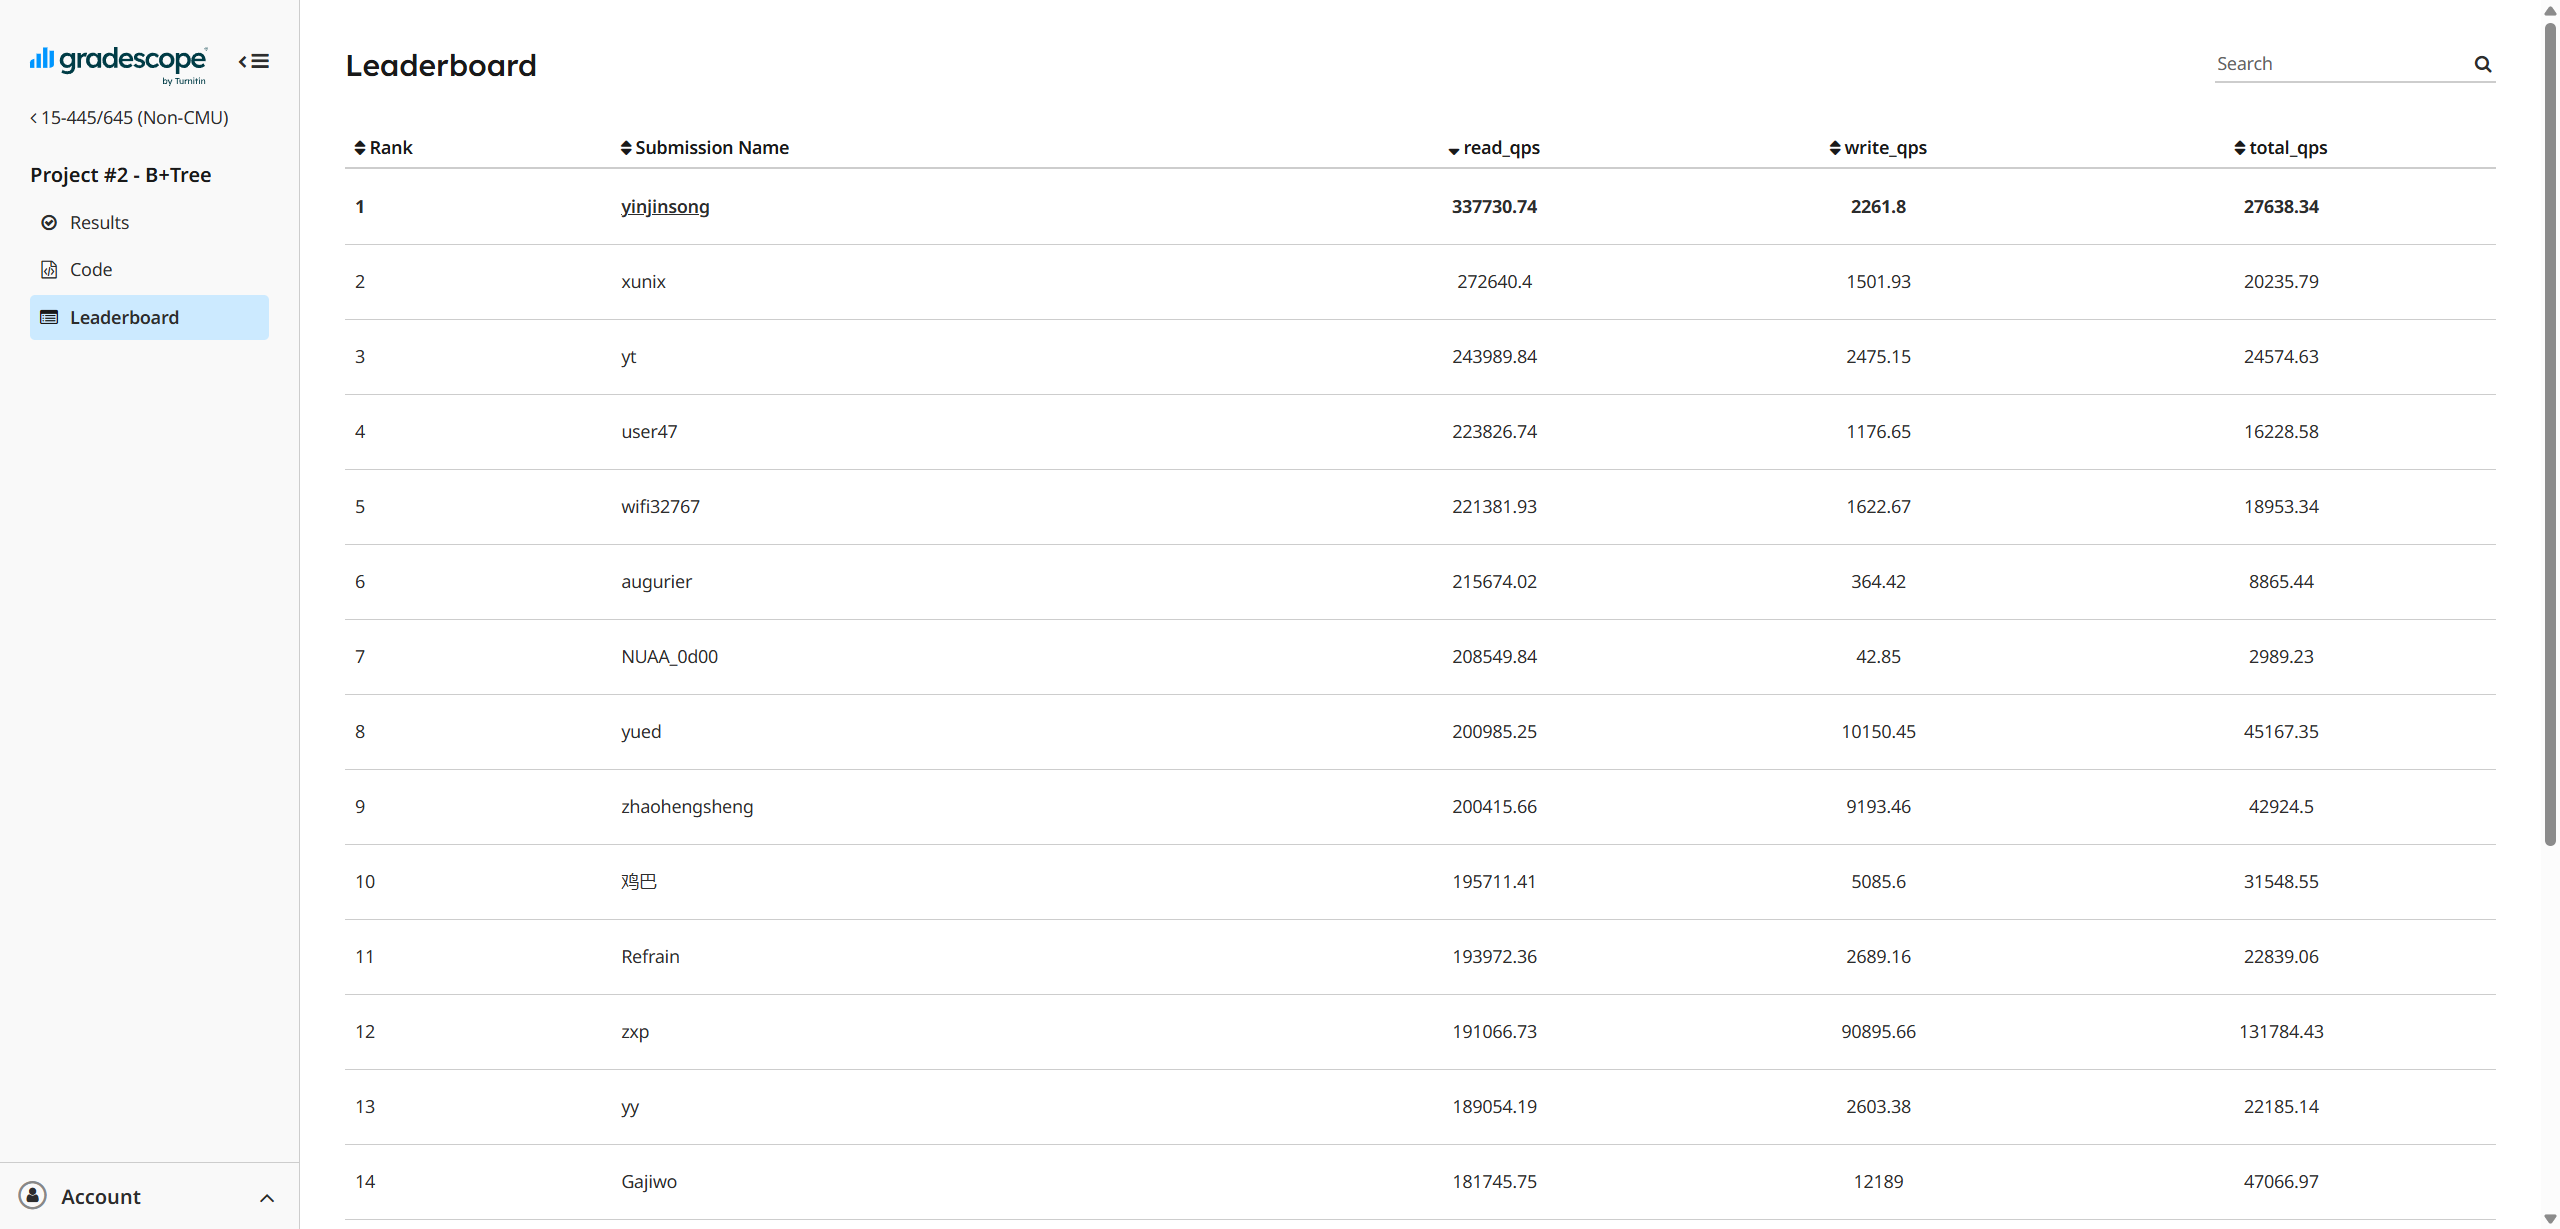 gradescope
by Turnitin
15-445/645 (Non-CMU)
Project #2 - B+Tree
Results
Code
Leaderboard
Account
Leaderboard
Search
Rank Submission Name read_qps write_qps total_qps
1 yinjinsong 337730.74 2261.8 27638.34
2 xunix 272640.4 1501.93 20235.79
3 yt 243989.84 2475.15 24574.63
4 user47 223826.74 1176.65 16228.58
5 wifi32767 221381.93 1622.67 18953.34
6 augurier 215674.02 364.42 8865.44
7 NUAA_0d00 208549.84 42.85 2989.23
8 yued 200985.25 10150.45 45167.35
9 zhaohengsheng 200415.66 9193.46 42924.5
10 鸡巴 195711.41 5085.6 31548.55
11 Refrain 193972.36 2689.16 22839.06
12 zxp 191066.73 90895.66 131784.43
13 yy 189054.19 2603.38 22185.14
14 Gajiwo 181745.75 12189 47066.97